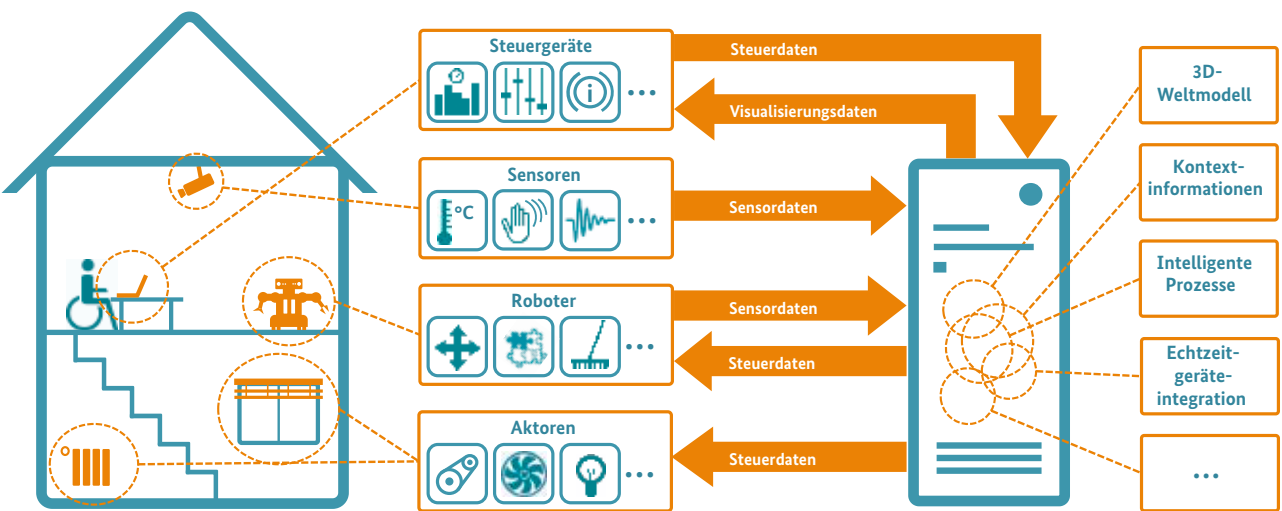 Steuergeräte
i
...
Steuerdaten
Visualisierungsdaten
Sensoren
°C
...
Sensordaten
Roboter
...
Sensordaten
Steuerdaten
Aktoren
...
Steuerdaten
3D-
Weltmodell
Kontext-
informationen
Intelligente
Prozesse
Echtzeit-
geräte-
integration
...